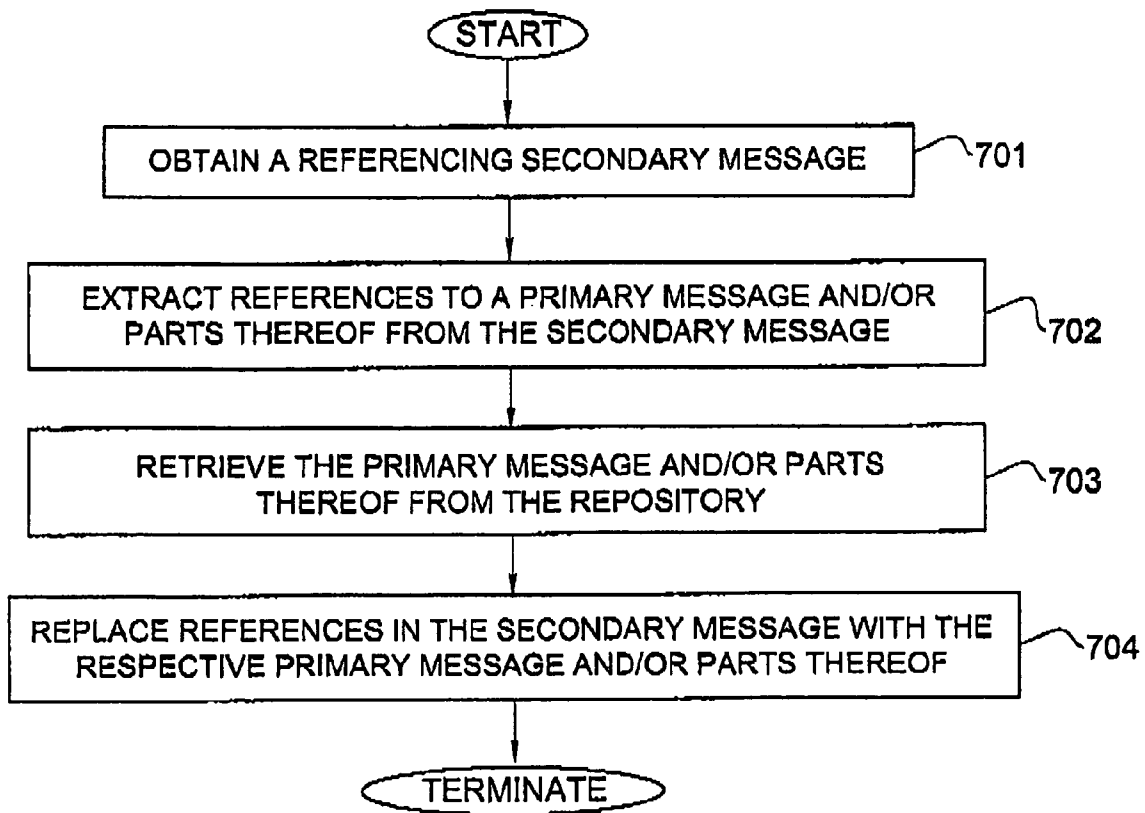 START
OBTAIN A REFERENCING SECONDARY MESSAGE
701
EXTRACT REFERENCES TO A PRIMARY MESSAGE AND/OR
PARTS THEREOF FROM THE SECONDARY MESSAGE
702
RETRIEVE THE PRIMARY MESSAGE AND/OR PARTS
THEREOF FROM THE REPOSITORY
703
REPLACE REFERENCES IN THE SECONDARY MESSAGE WITH THE
RESPECTIVE PRIMARY MESSAGE AND/OR PARTS THEREOF
704
TERMINATE